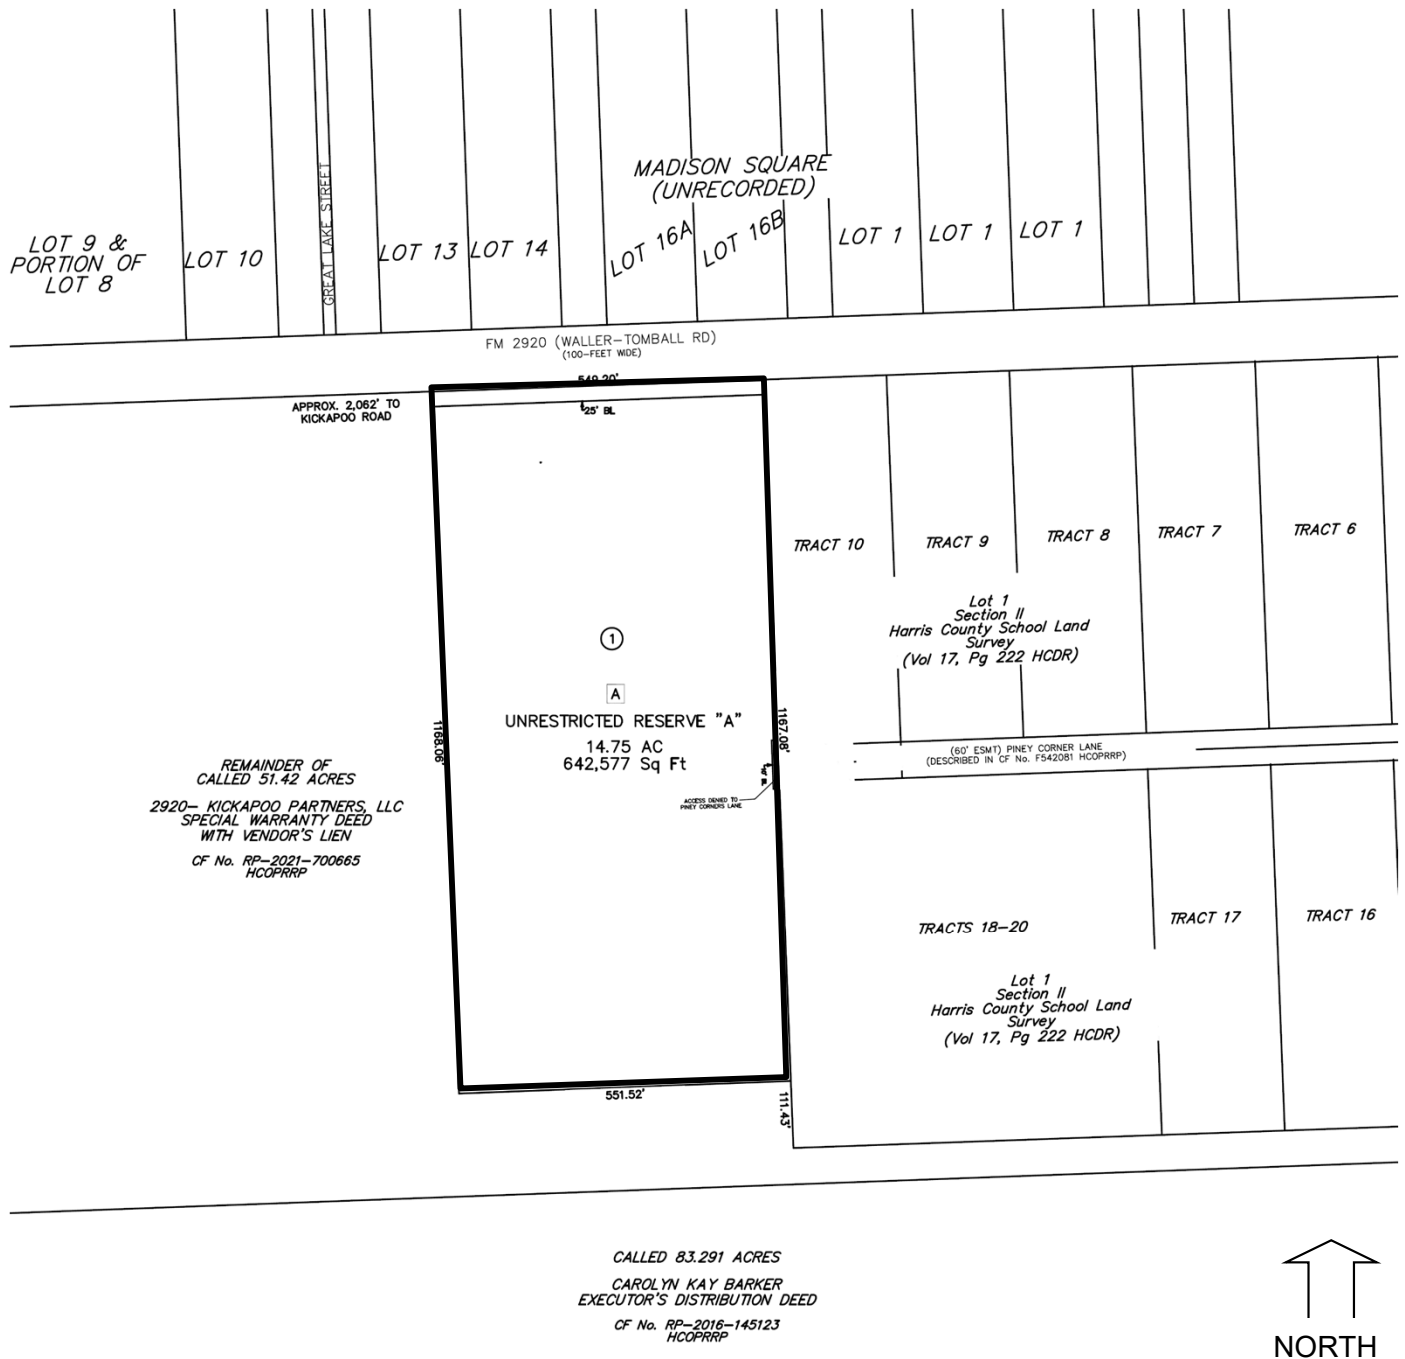 MADISON SQUARE
(UNRECORDED)
LOT 9 &
PORTION OF
LOT 8
LOT 10
GREAT LAKE STREET
LOT 13
LOT 14
LOT 16A
LOT 16B
LOT 1
LOT 1
LOT 1
FM 2920 (WALLER-TOMBALL RD)
(100-FEET WIDE)
549.20'
APPROX. 2,062' TO
KICKAPOO ROAD
25' BL
TRACT 10
TRACT 9
TRACT 8
TRACT 7
TRACT 6
Lot 1
Section II
Harris County School Land
Survey
(Vol 17, Pg 222 HCDR)
1
A
UNRESTRICTED RESERVE "A"
14.75 AC
642,577 Sq Ft
1168.06'
1167.08'
(60' ESMT) PINEY CORNER LANE
(DESCRIBED IN CF No. F542081 HCOPRRP)
REMAINDER OF
CALLED 51.42 ACRES
2920- KICKAPOO PARTNERS, LLC
SPECIAL WARRANTY DEED
WITH VENDOR'S LIEN
CF No. RP-2021-700665
HCOPRRP
ACCESS DENIED TO
PINEY CORNERS LANE
TRACTS 18-20
TRACT 17
TRACT 16
Lot 1
Section II
Harris County School Land
Survey
(Vol 17, Pg 222 HCDR)
551.52'
111.43'
CALLED 83.291 ACRES
CAROLYN KAY BARKER
EXECUTOR'S DISTRIBUTION DEED
CF No. RP-2016-145123
HCOPRRP
NORTH